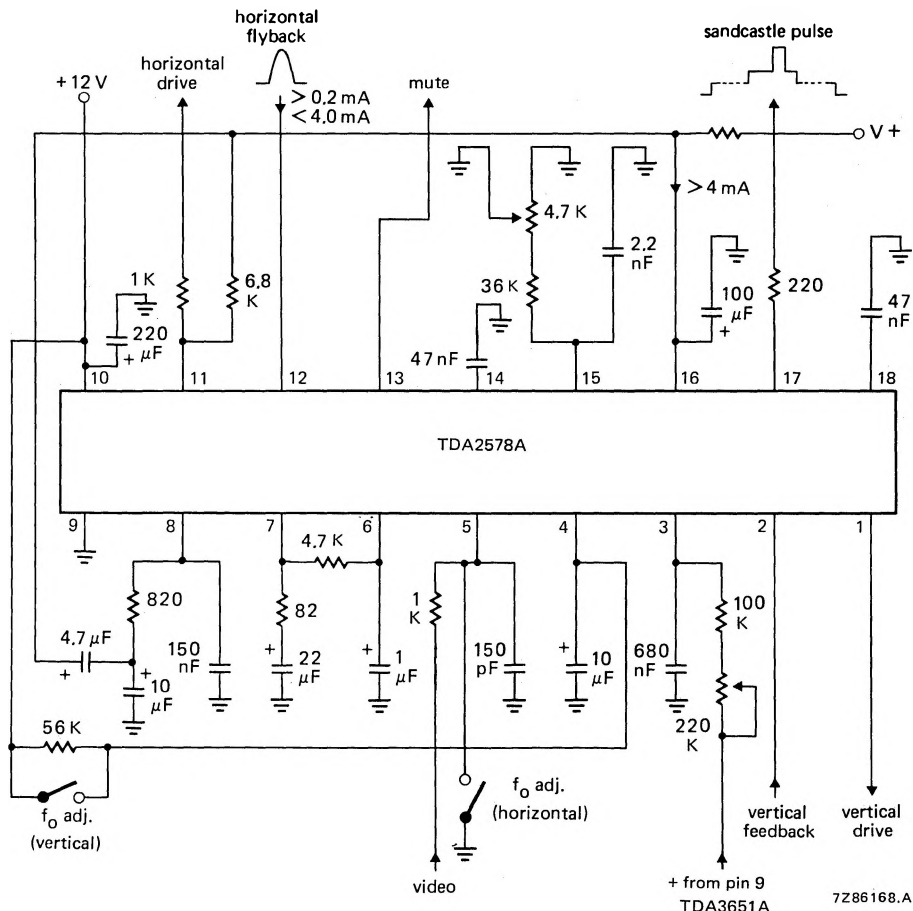 horizontal
flyback
sandcastle pulse
+ 12 V
horizontal
drive
> 0,2 mA
< 4,0 mA
mute
V +
> 4 mA
4,7 K
2,2
nF
1 K
6,8
K
36 K
100
μF
+
220
47
nF
220
μF
+
47 nF
10
11
12
13
14
15
16
17
18
TDA2578A
9
8
7
6
5
4
3
2
1
4,7 K
820
82
1
K
100
K
4,7 μF
+
+
150
nF
+
22
μF
+
1
μF
150
pF
+
10
μF
680
nF
10
μF
220
K
56 K
fo adj.
(vertical)
fo adj.
(horizontal)
vertical
feedback
vertical
drive
video
+ from pin 9
TDA3651A
7Z86168.A